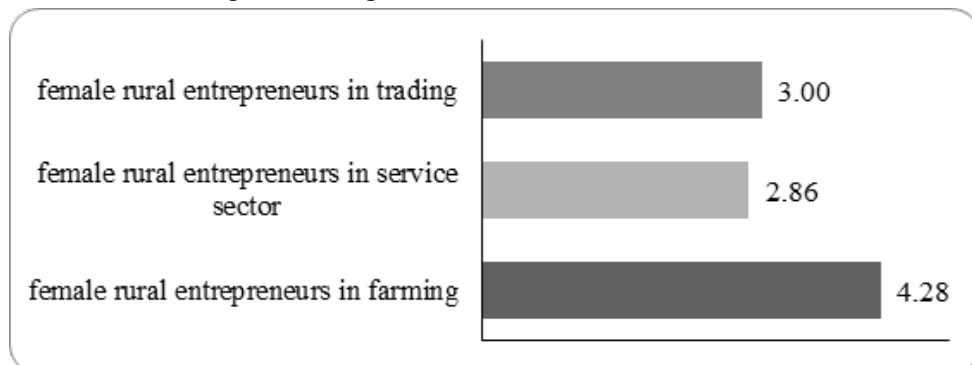 female rural entrepreneurs in trading
3.00
female rural entrepreneurs in service
sector
2.86
female rural entrepreneurs in farming
4.28